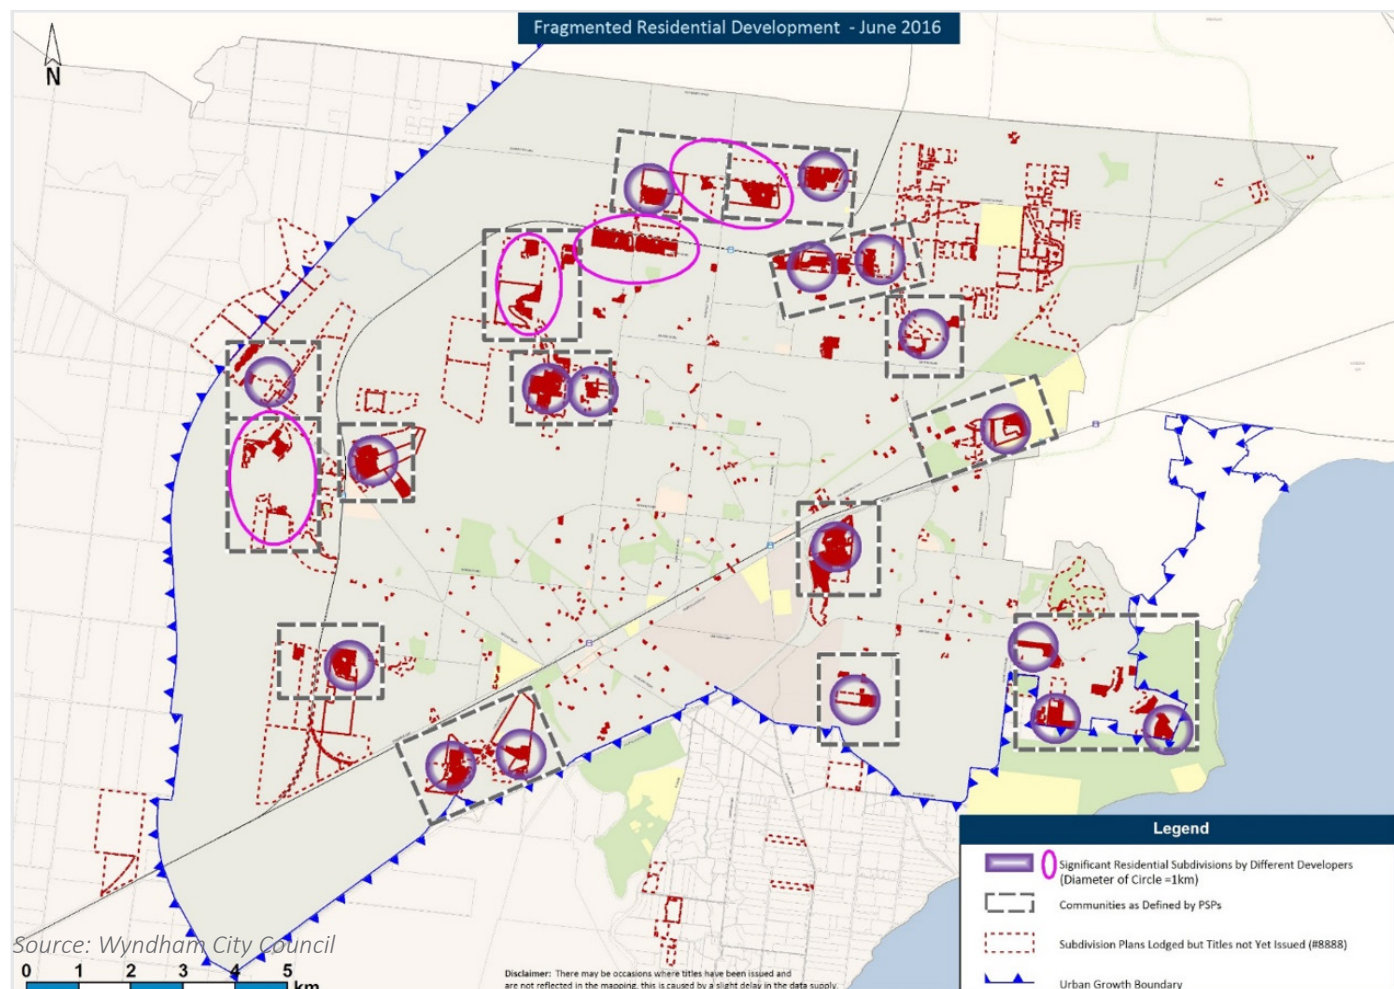 Fragmented Residential Development - June 2016
N
Legend
Significant Residential Subdivisions by Different Developers
(Diameter of Circle =1km)
Communities as Defined by PSPs
Subdivision Plans Lodged but Titles not Yet Issued (#8888)
Urban Growth Boundary
Source: Wyndham City Council
0 1 2 3 4 5
km
Disclaimer: There may be occasions where titles have been issued and
are not reflected in the mapping, this is caused by a slight delay in the data supply.